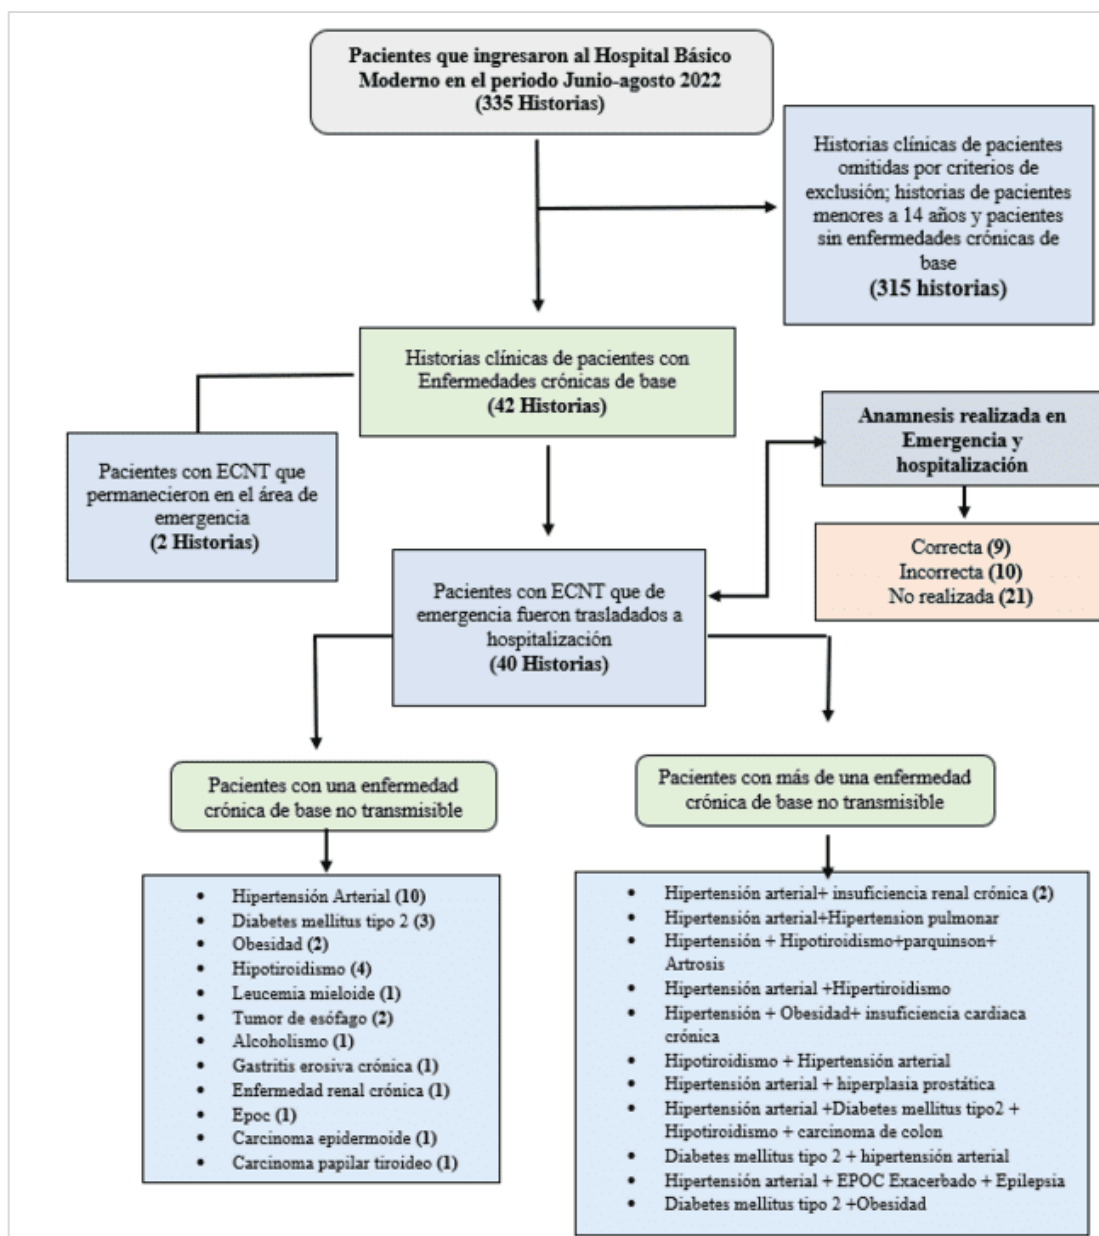 Pacientes que ingresaron al Hospital Básico
Moderno en el periodo Junio-agosto 2022
(335 Historias)
Historias clínicas de pacientes
omitidas por criterios de
exclusión; historias de pacientes
menores a 14 años y pacientes
sin enfermedades crónicas de
base
(315 historias)
Historias clínicas de pacientes con
Enfermedades crónicas de base
(42 Historias)
Anamnesis realizada en
Emergencia y
hospitalización
Pacientes con ECNT que
permanecieron en el área de
emergencia
(2 Historias)
Correcta (9)
Incorrecta (10)
No realizada (21)
Pacientes con ECNT que de
emergencia fueron trasladados a
hospitalización
(40 Historias)
Pacientes con una enfermedad
crónica de base no transmisible
Pacientes con más de una enfermedad
crónica de base no transmisible
• Hipertensión Arterial (10)
• Diabetes mellitus tipo 2 (3)
• Obesidad (2)
• Hipotiroidismo (4)
• Leucemia mieloide (1)
• Tumor de esófago (2)
• Alcoholismo (1)
• Gastritis erosiva crónica (1)
• Enfermedad renal crónica (1)
• Epoc (1)
• Carcinoma epidermoide (1)
• Carcinoma papilar tiroideo (1)
• Hipertensión arterial+ insuficiencia renal crónica (2)
• Hipertensión arterial+Hipertension pulmonar
• Hipertensión + Hipotiroidismo+parquinson+
Artrosis
• Hipertensión arterial +Hipertiroidismo
• Hipertensión + Obesidad+ insuficiencia cardiaca
crónica
• Hipotiroidismo + Hipertensión arterial
• Hipertensión arterial + hiperplasia prostática
• Hipertensión arterial +Diabetes mellitus tipo2 +
Hipotiroidismo + carcinoma de colon
• Diabetes mellitus tipo 2 + hipertensión arterial
• Hipertensión arterial + EPOC Exacerbado + Epilepsia
• Diabetes mellitus tipo 2 +Obesidad